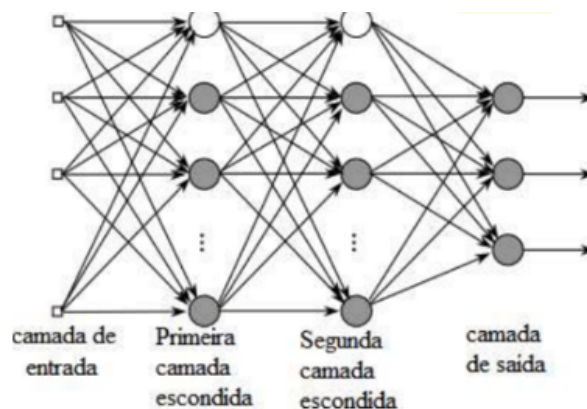 camada de
entrada
Primeira
camada
escondida
Segunda
camada
escondida
camada
de saída